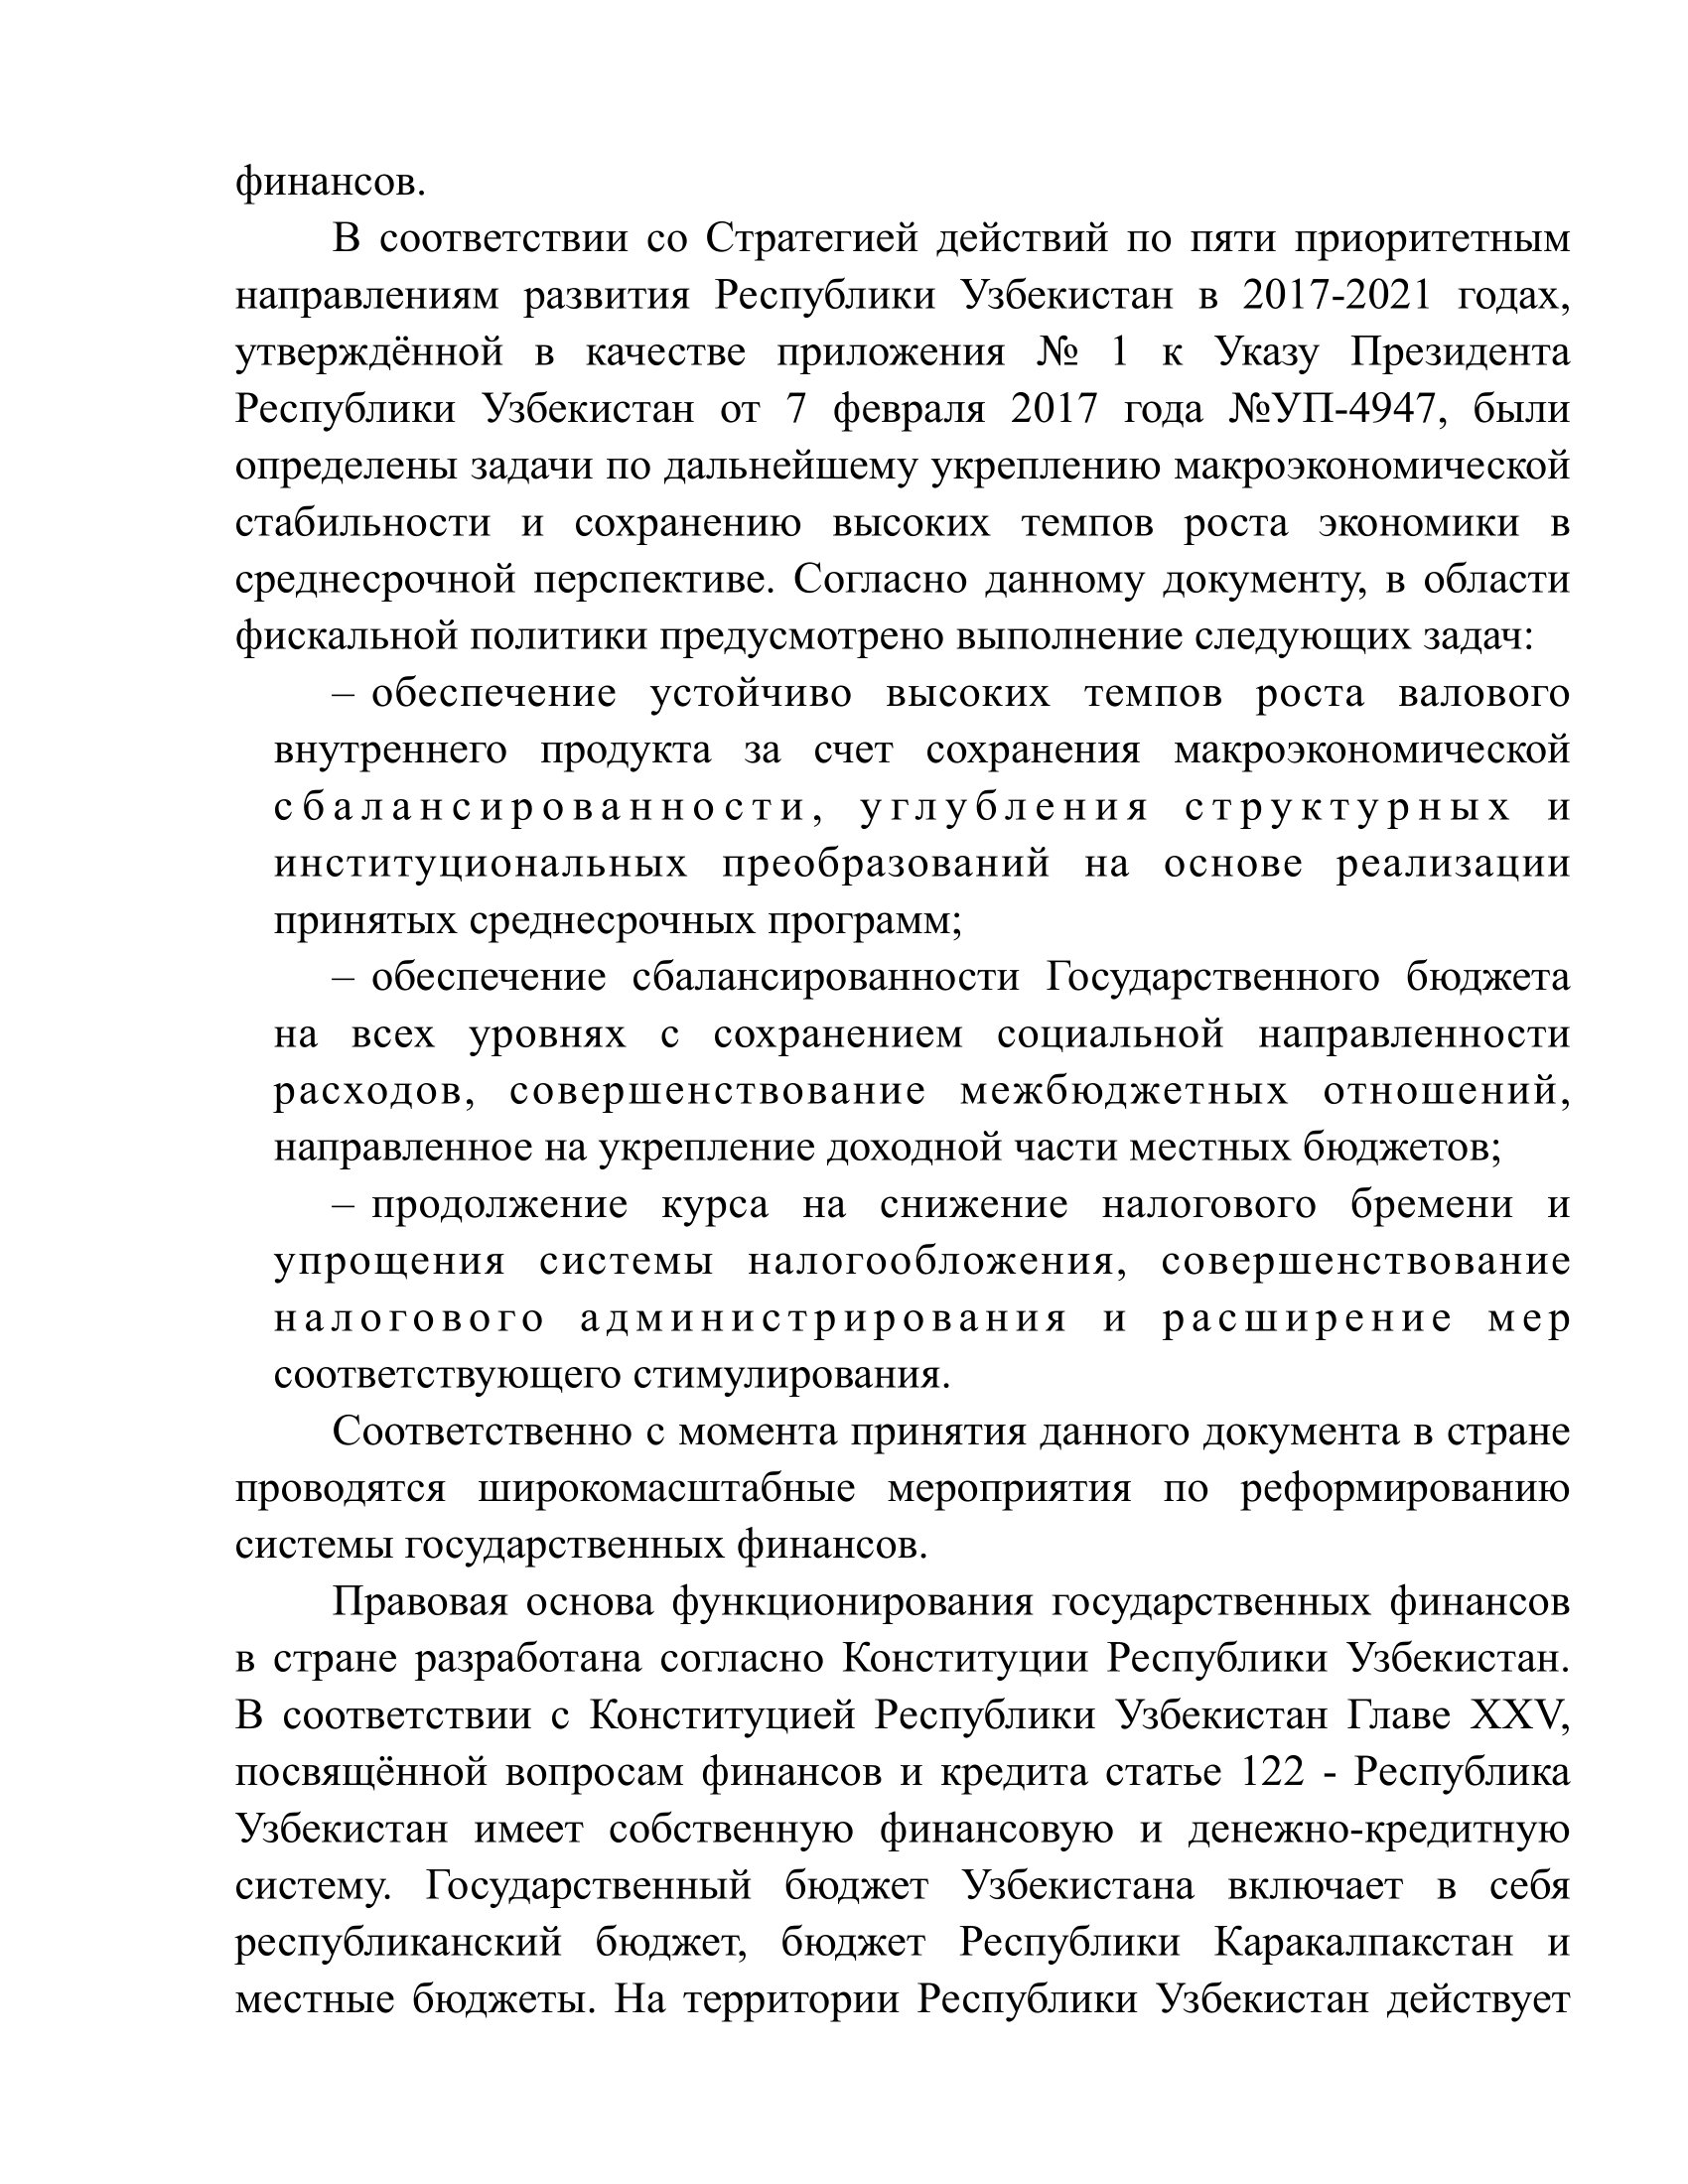 финансов.
В соответствии со Стратегией действий по пяти приоритетным
направлениям развития Республики Узбекистан в 2017-2021 годах,
утверждённой в качестве приложения № 1 к Указу Президента
Республики Узбекистан от 7 февраля 2017 года №УП-4947, были
определены задачи по дальнейшему укреплению макроэкономической
стабильности и сохранению высоких темпов роста экономики в
среднесрочной перспективе. Согласно данному документу, в области
фискальной политики предусмотрено выполнение следующих задач:
– обеспечение устойчиво высоких темпов роста валового
внутреннего продукта за счет сохранения макроэкономической
сбалансированности, углубления структурных и
институциональных преобразований на основе реализации
принятых среднесрочных программ;
– обеспечение сбалансированности Государственного бюджета
на всех уровнях с сохранением социальной направленности
расходов, совершенствование межбюджетных отношений,
направленное на укрепление доходной части местных бюджетов;
– продолжение курса на снижение налогового бремени и
упрощения системы налогообложения, совершенствование
налогового администрирования и расширение мер
соответствующего стимулирования.
Соответственно с момента принятия данного документа в стране
проводятся широкомасштабные мероприятия по реформированию
системы государственных финансов.
Правовая основа функционирования государственных финансов
в стране разработана согласно Конституции Республики Узбекистан.
В соответствии с Конституцией Республики Узбекистан Главе XXV,
посвящённой вопросам финансов и кредита статье 122 - Республика
Узбекистан имеет собственную финансовую и денежно-кредитную
систему. Государственный бюджет Узбекистана включает в себя
республиканский бюджет, бюджет Республики Каракалпакстан и
местные бюджеты. На территории Республики Узбекистан действует